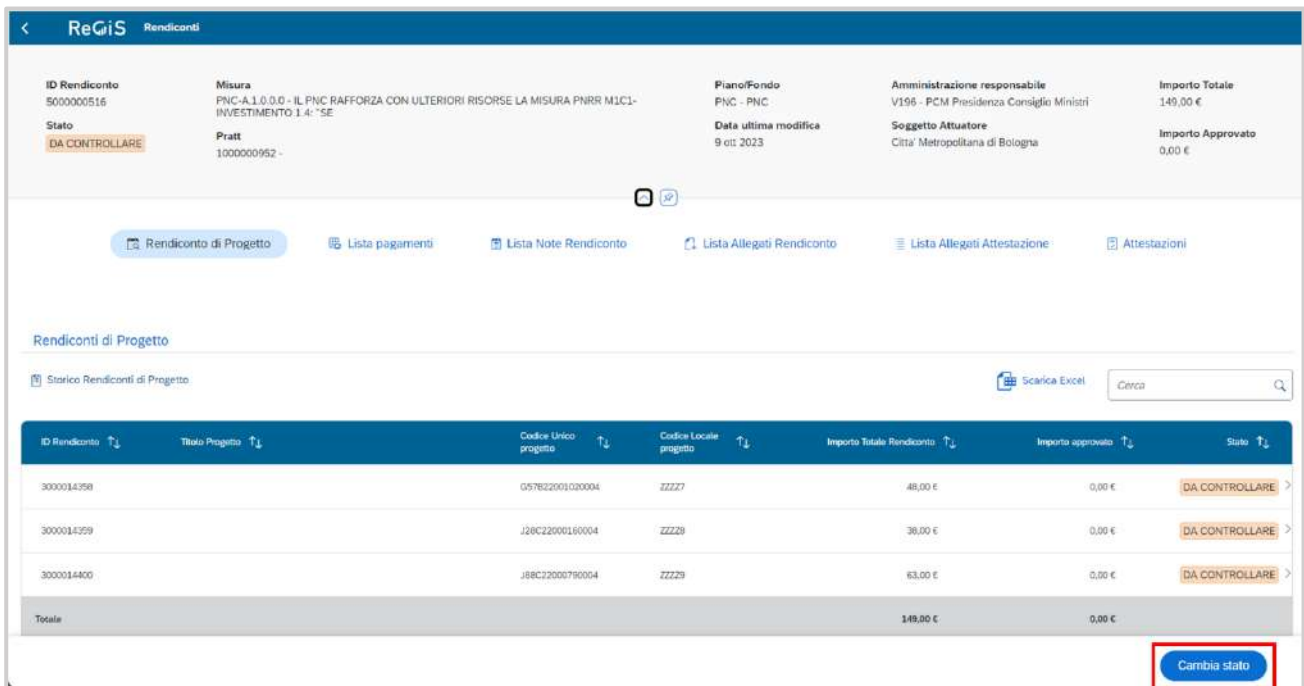 ReGiS Rendiconti
ID Rendiconto
5000000516
Stato
DA CONTROLLARE
Misura
PNC-A.1.0.0.0 - IL PNC RAFFORZA CON ULTERIORI RISORSE LA MISURA PNRR M1C1-
INVESTIMENTO 1.4: "SE
Pratt
1000000952 -
Piano/Fondo
PNC - PNC
Data ultima modifica
9 ott 2023
Amministrazione responsabile
V196 - PCM Presidenza Consiglio Ministri
Soggetto Attuatore
Citta' Metropolitana di Bologna
Importo Totale
149,00 €
Importo Approvato
0,00 €
Rendiconto di Progetto Lista pagamenti Lista Note Rendiconto Lista Allegati Rendiconto Lista Allegati Attestazione Attestazioni
Rendiconti di Progetto
Storico Rendiconti di Progetto Scarica Excel Cerca
ID Rendiconto Titolo Progetto Codice Unico progetto Codice Locale progetto Importo Totale Rendiconto Importo approvato Stato
3000014358 G57B22001020004 ZZZZ7 48,00 € 0,00 € DA CONTROLLARE
3000014359 J28C22000160004 ZZZZ8 38,00 € 0,00 € DA CONTROLLARE
3000014400 J88C22000790004 ZZZZ9 63,00 € 0,00 € DA CONTROLLARE
Totale 149,00 € 0,00 €
Cambia stato